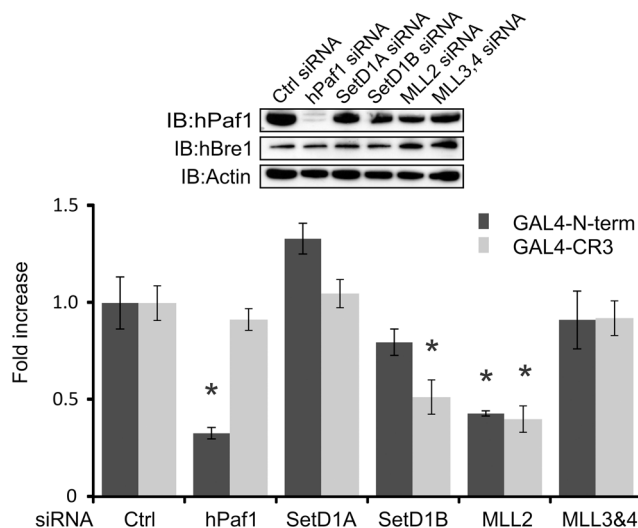 Ctrl siRNA
hPaf1 siRNA
SetD1A siRNA
SetD1B siRNA
MLL2 siRNA
MLL3,4 siRNA
IB:hPaf1
IB:hBre1
IB:Actin
1.5
1.0
0.5
0
Fold increase
GAL4-N-term
GAL4-CR3
*
*
*
*
siRNA Ctrl hPaf1 SetD1A SetD1B MLL2 MLL3&4